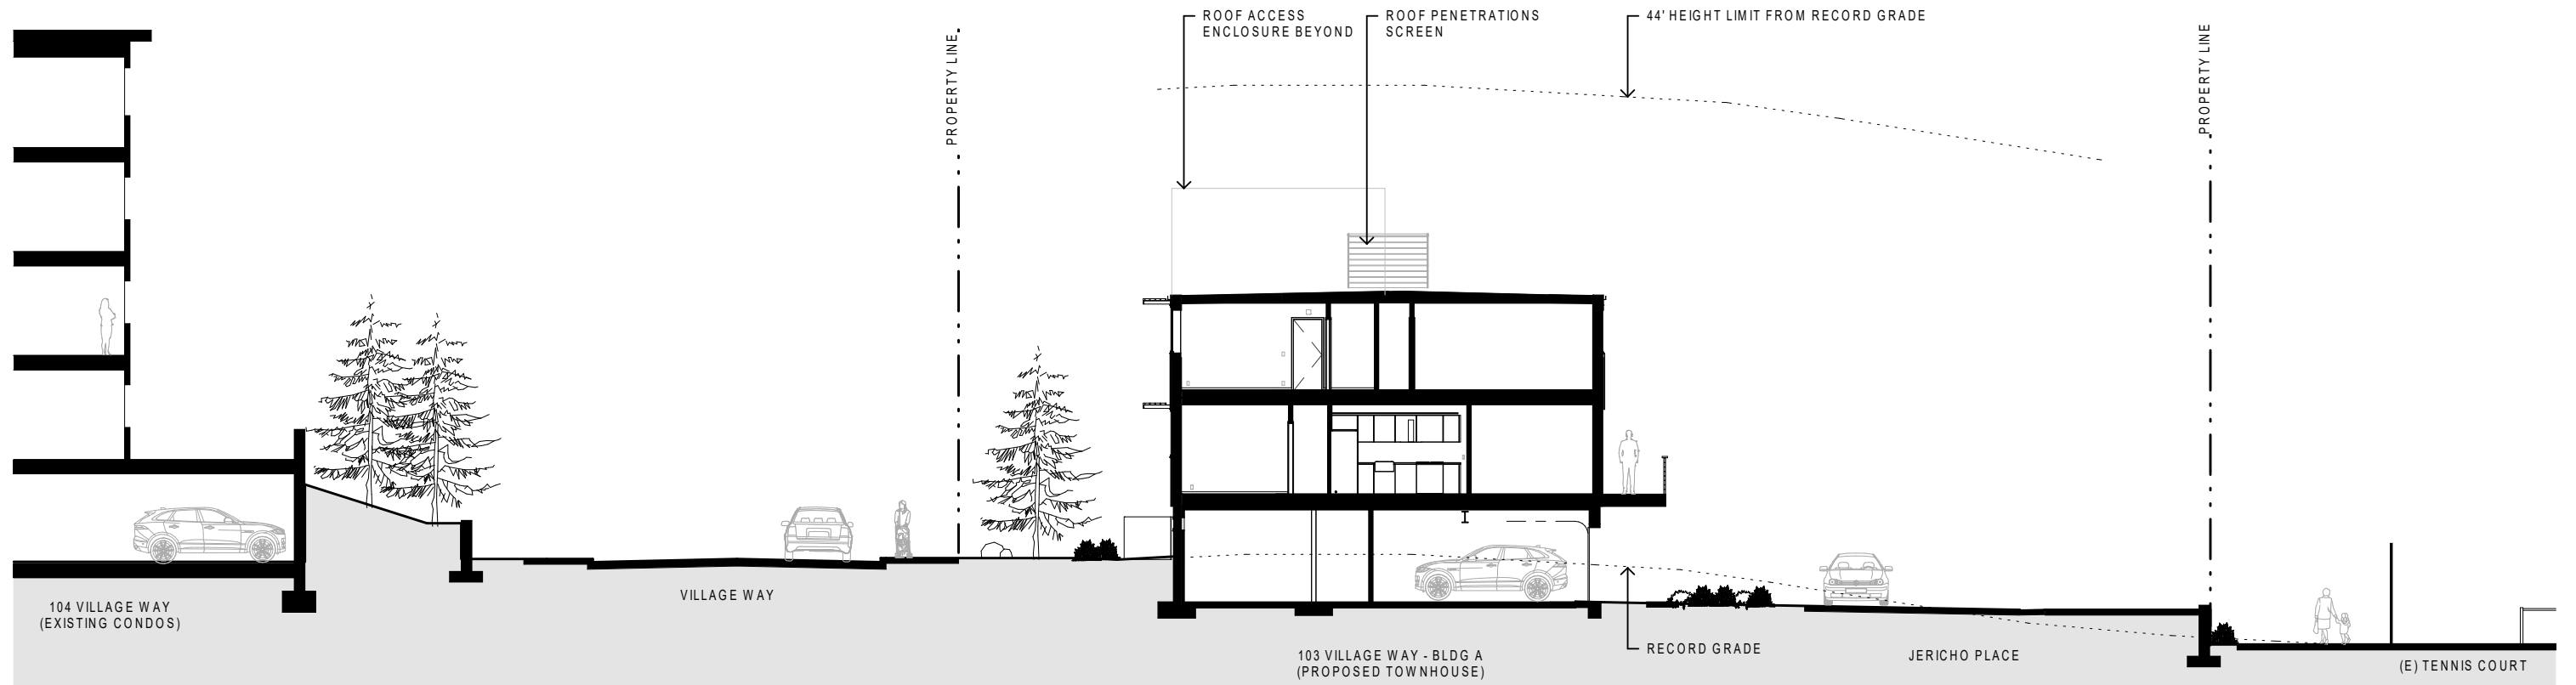 ROOF ACCESS
ENCLOSURE BEYOND
ROOF PENETRATIONS
SCREEN
44' HEIGHT LIMIT FROM RECORD GRADE
PROPERTY LINE
PROPERTY LINE
104 VILLAGE WAY
(EXISTING CONDOS)
VILLAGE WAY
103 VILLAGE WAY - BLDG A
(PROPOSED TOWNHOUSE)
RECORD GRADE
JERICHO PLACE
(E) TENNIS COURT